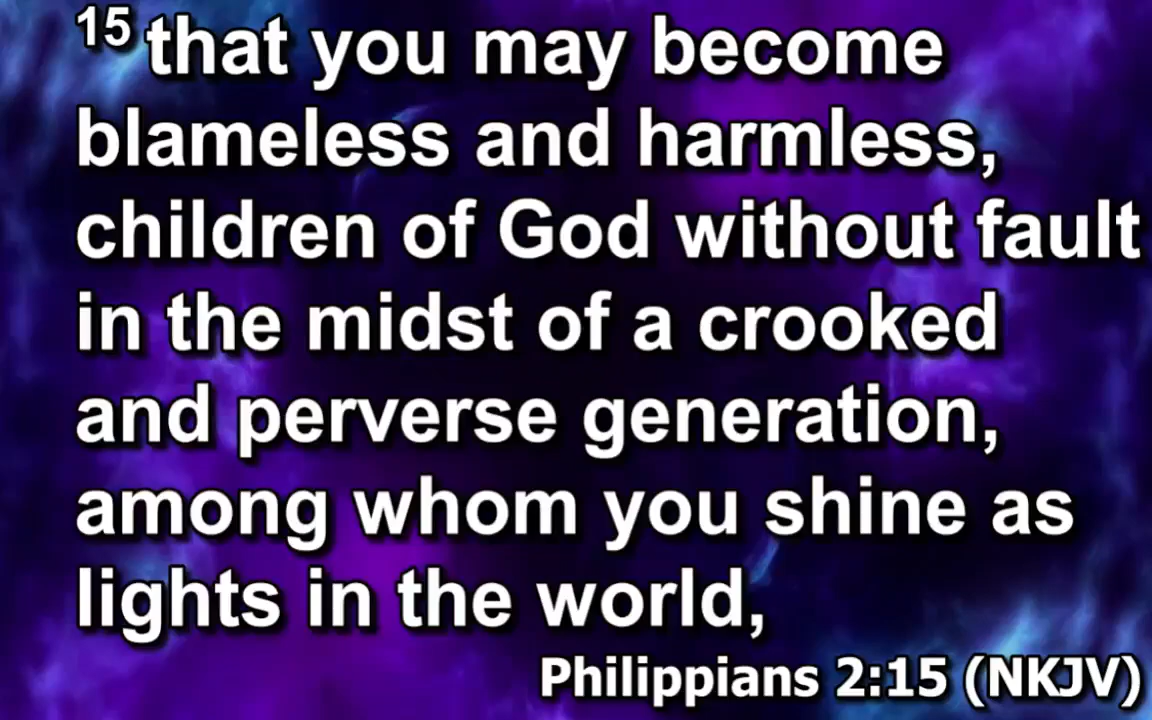 15 that you may become
blameless and harmless,
children of God without fault
in the midst of a crooked
and perverse generation,
among whom you shine as
lights in the world,
Philippians 2:15 (NKJV)